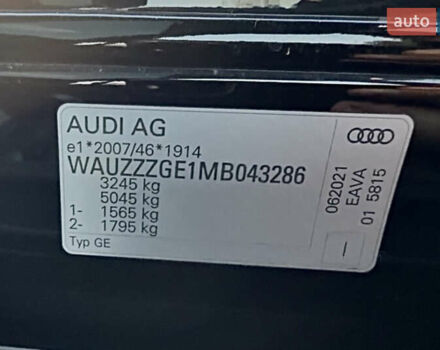 auto
AUDI AG
e1*2007/46*1914
WAUZZZGE1MB043286
3245 kg
5045 kg
1- 1565 kg
2- 1795 kg
Typ GE
062021
EAVA
01 5815